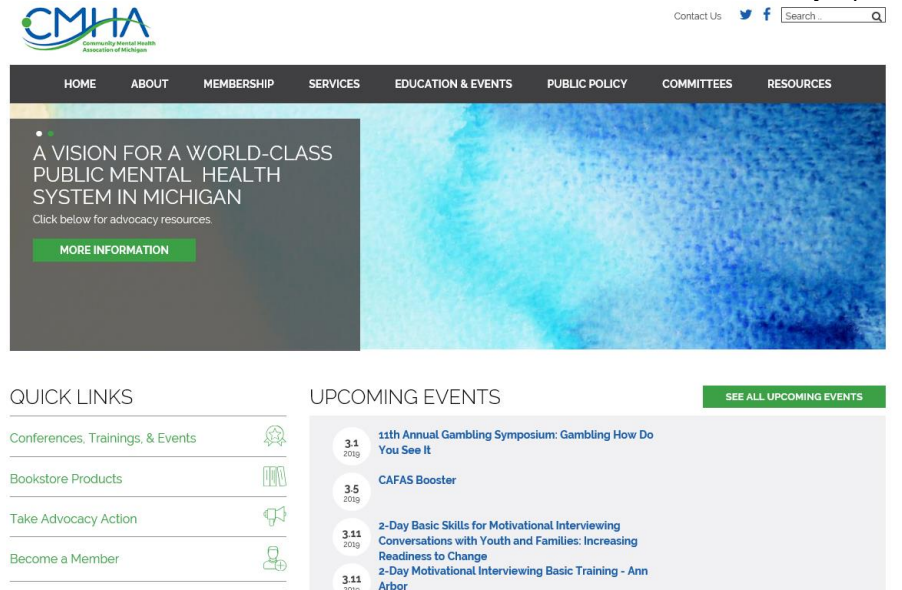 CMHA
Community Mental Health
Association of Michigan
Contact Us
Search ..
HOME ABOUT MEMBERSHIP SERVICES EDUCATION & EVENTS PUBLIC POLICY COMMITTEES RESOURCES
A VISION FOR A WORLD-CLASS
PUBLIC MENTAL HEALTH
SYSTEM IN MICHIGAN
Click below for advocacy resources.
MORE INFORMATION
QUICK LINKS
Conferences, Trainings, & Events
Bookstore Products
Take Advocacy Action
Become a Member
UPCOMING EVENTS
SEE ALL UPCOMING EVENTS
3.1
2019
11th Annual Gambling Symposium: Gambling How Do
You See It
3.5
2019
CAFAS Booster
3.11
2019
2-Day Basic Skills for Motivational Interviewing
Conversations with Youth and Families: Increasing
Readiness to Change
3.11
2019
2-Day Motivational Interviewing Basic Training - Ann
Arbor